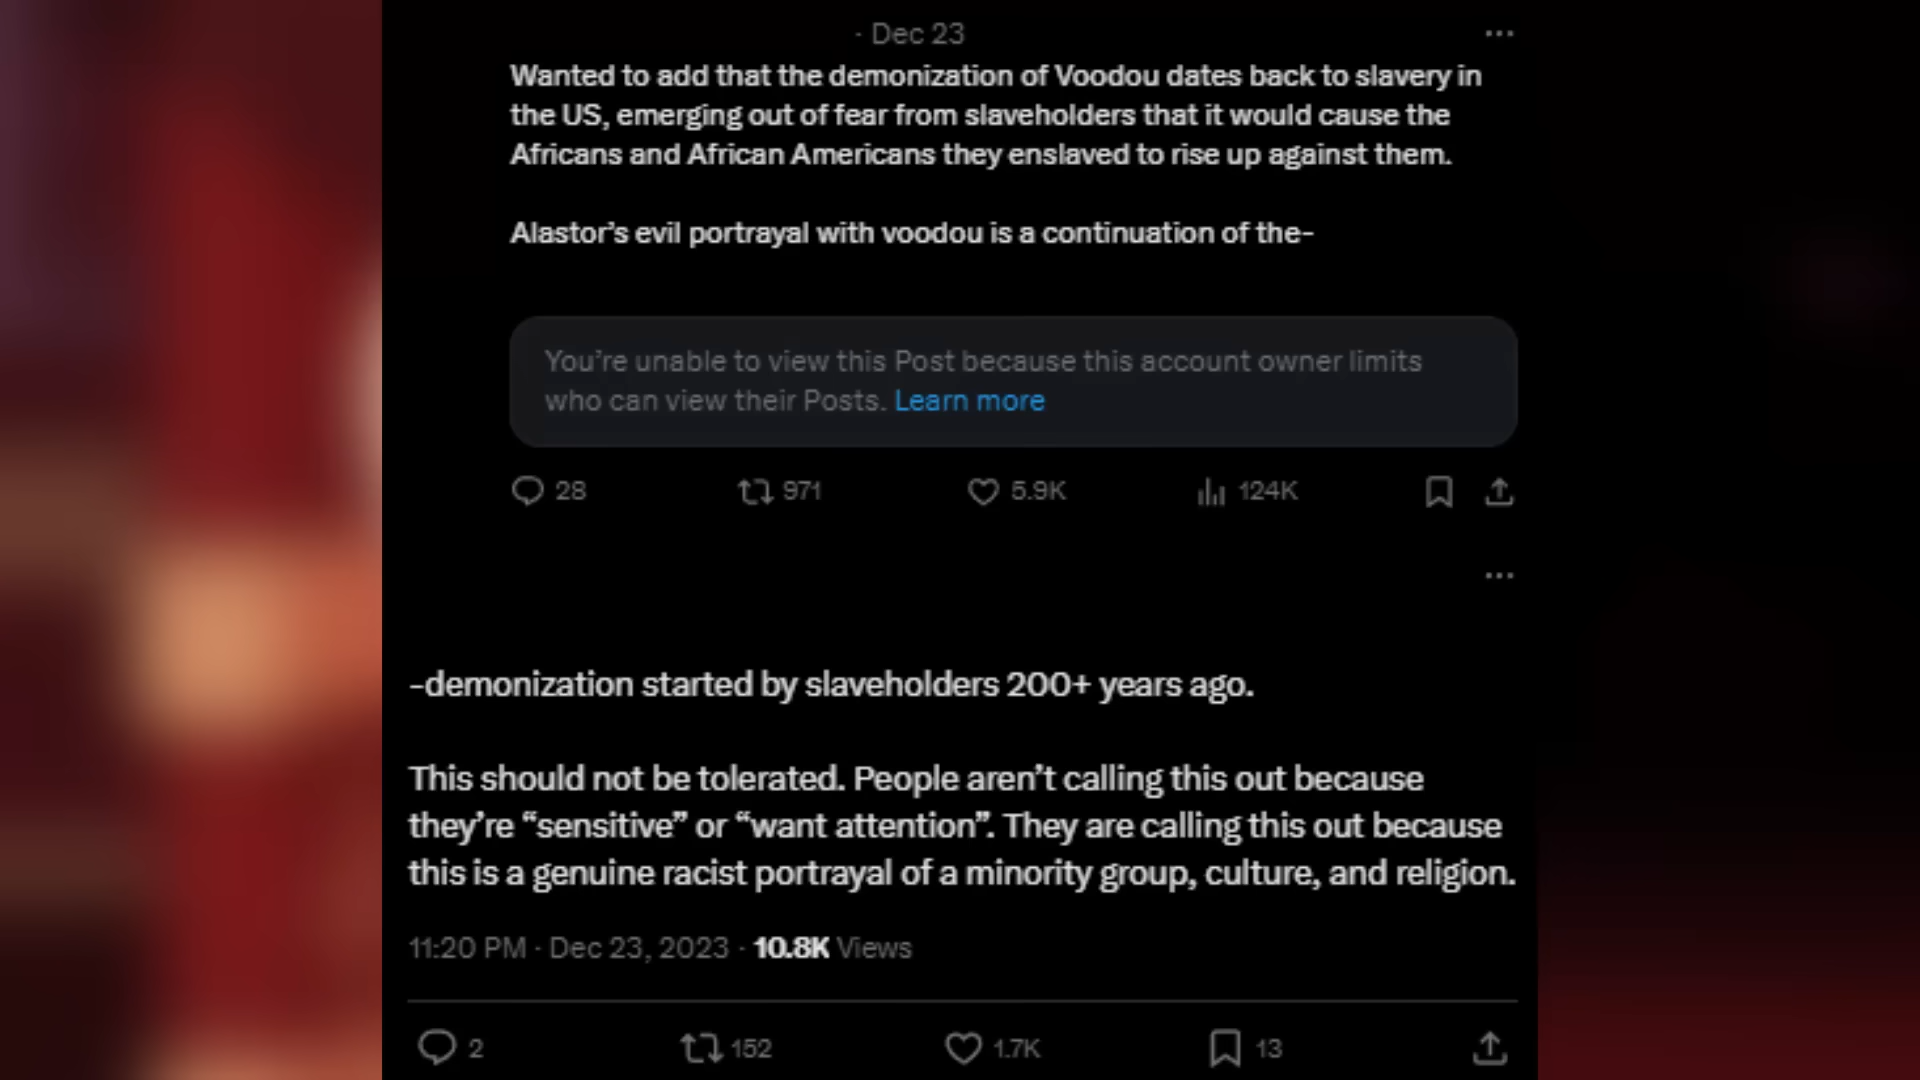 · Dec 23
Wanted to add that the demonization of Voodou dates back to slavery in
the US, emerging out of fear from slaveholders that it would cause the
Africans and African Americans they enslaved to rise up against them.
Alastor’s evil portrayal with voodou is a continuation of the-
You’re unable to view this Post because this account owner limits
who can view their Posts. Learn more
28 971 5.9K 124K
-demonization started by slaveholders 200+ years ago.
This should not be tolerated. People aren’t calling this out because
they’re “sensitive” or “want attention”. They are calling this out because
this is a genuine racist portrayal of a minority group, culture, and religion.
11:20 PM · Dec 23, 2023 · 10.8K Views
2 152 1.7K 13